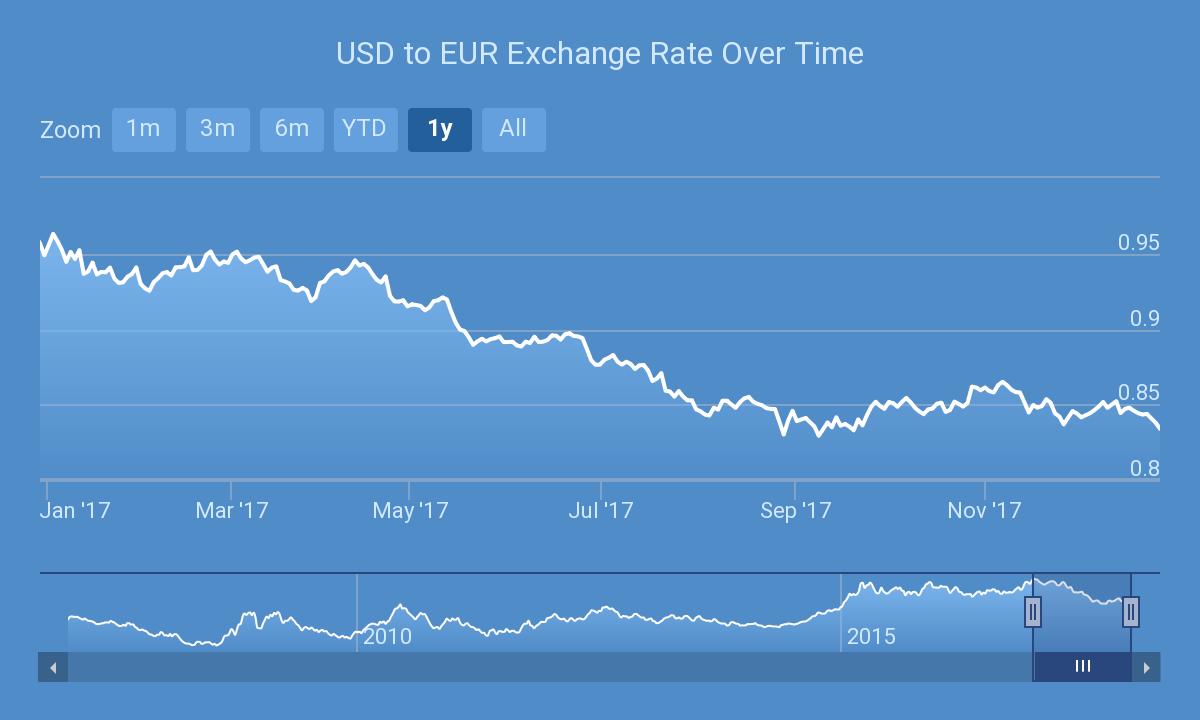 USD to EUR Exchange Rate Over Time
Zoom 1m 3m 6m YTD 1y All
0.95
0.9
0.85
0.8
Jan '17 Mar '17 May '17 Jul '17 Sep '17 Nov '17
2010 2015